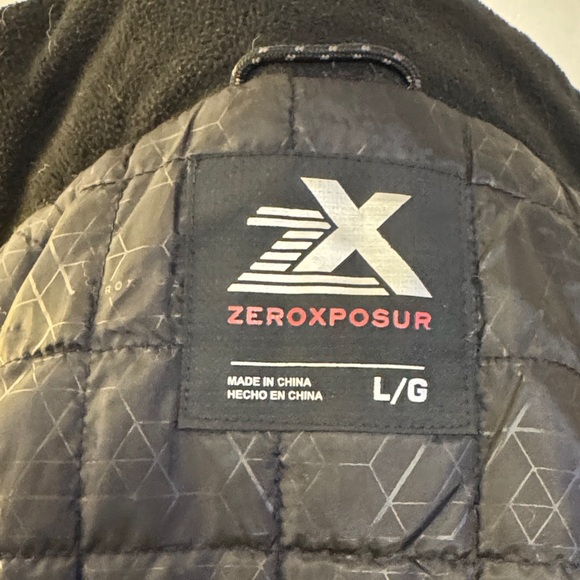 ZX
ZEROXPOSUR
MADE IN CHINA
HECHO EN CHINA
L/G